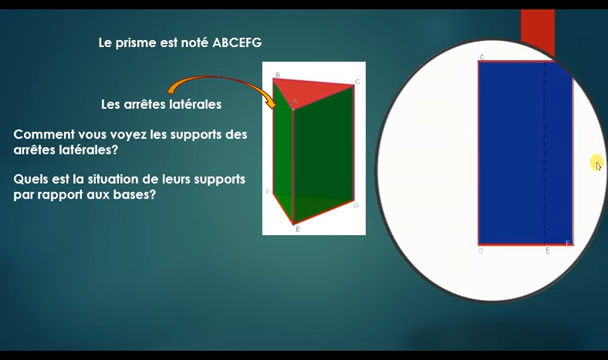 Le prisme est noté ABCEFG
Les arrêtes latérales
Comment vous voyez les supports des
arrêtes latérales?
Quels est la situation de leurs supports
par rapport aux bases?
B
C
F
G
E
C
E
F